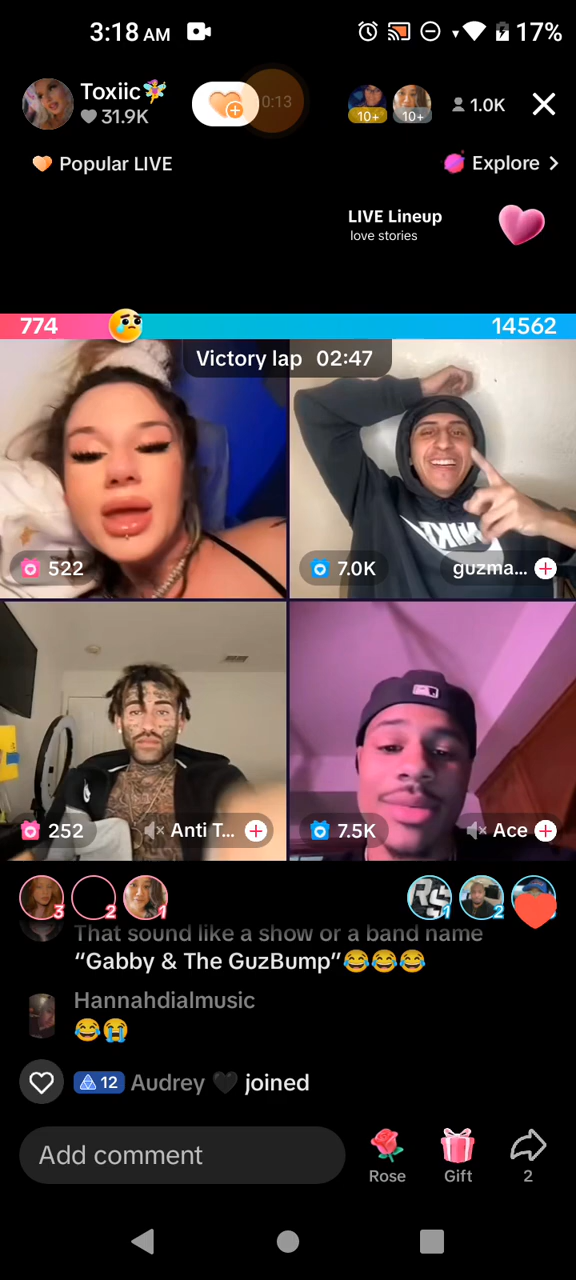 3:18 AM
17%
Toxiic🧚
31.9K
0:13
10+
10+
1.0K
Popular LIVE
Explore >
LIVE Lineup
love stories
774
14562
Victory lap 02:47
522
7.0K
guzma...
252
Anti T...
7.5K
Ace
3
2
1
1
2
That sound like a show or a band name
“Gabby & The GuzBump”😂😂😂
Hannahdialmusic
😂😭
12 Audrey 🖤 joined
Add comment
Rose
Gift
2